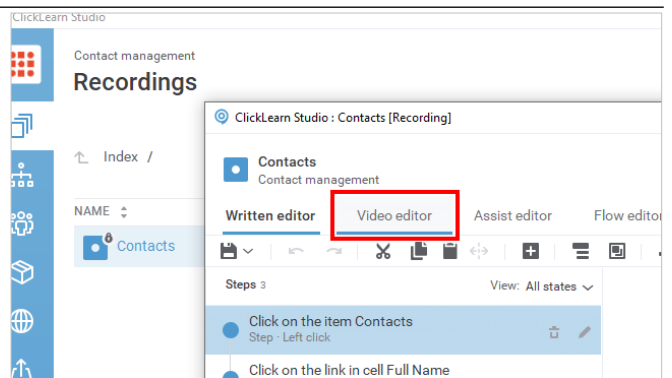 ClickLearn Studio
Contact management
Recordings
ClickLearn Studio : Contacts [Recording]
Index /
Contacts
Contact management
NAME
Written editor Video editor Assist editor Flow editor
Contacts
Steps 3 View: All states
Click on the item Contacts
Step · Left click
Click on the link in cell Full Name